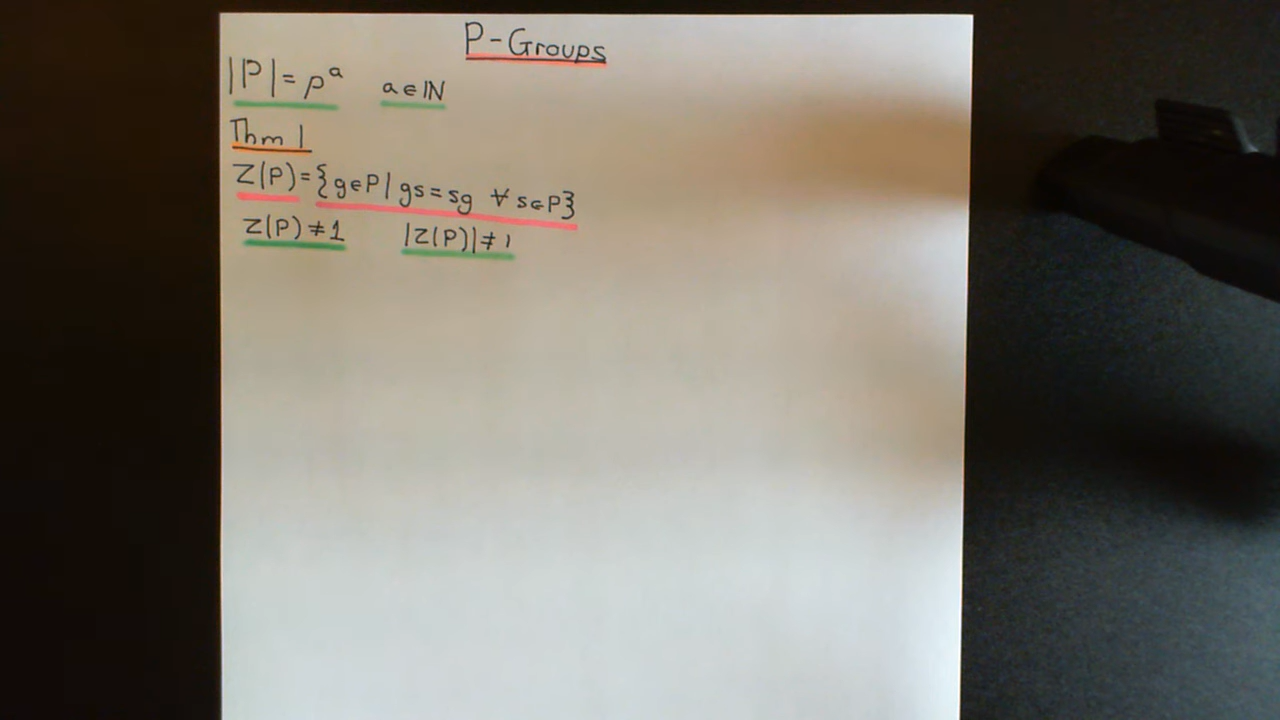 P-Groups
|P| = p^a   a ∈ ℕ
Thm 1
Z(P) = {g∈P | gs = sg ∀ s∈P}
Z(P) ≠ 1   |Z(P)| ≠ 1